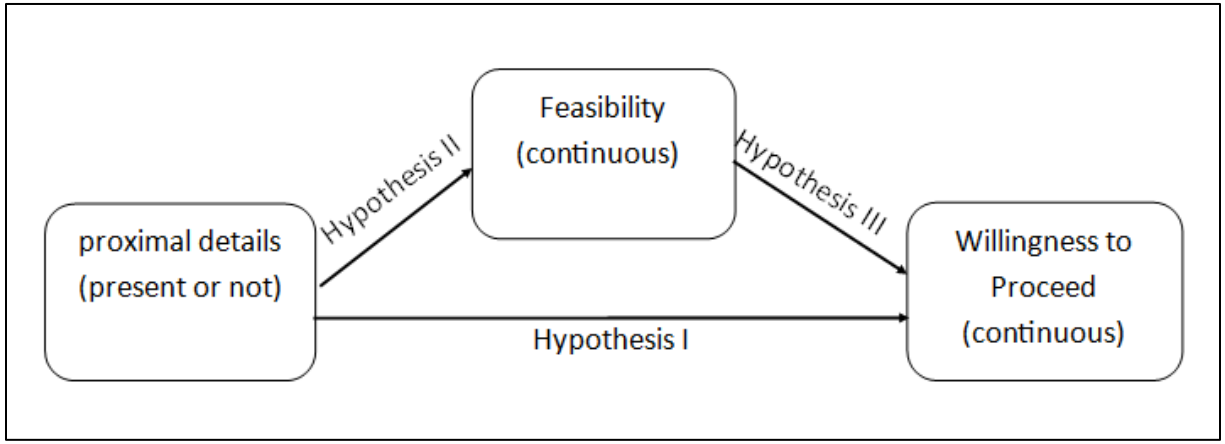 Feasibility
(continuous)
Hypothesis II
Hypothesis III
proximal details
(present or not)
Willingness to
Proceed
(continuous)
Hypothesis I